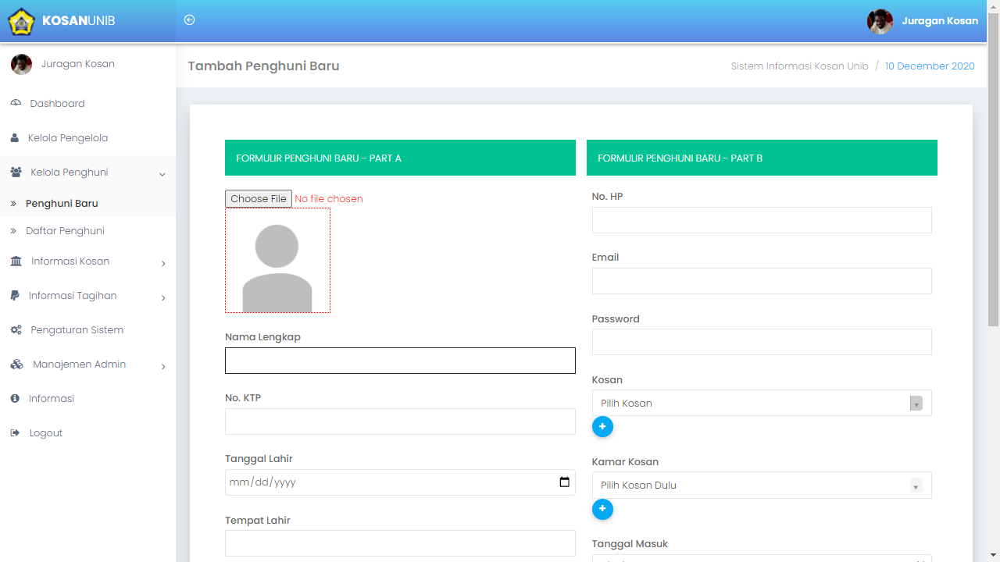 KOSANUNIB
Juragan Kosan
Juragan Kosan
Dashboard
Kelola Pengelola
Kelola Penghuni
Penghuni Baru
Daftar Penghuni
Informasi Kosan
Informasi Tagihan
Pengaturan Sistem
Manajemen Admin
Informasi
Logout
Tambah Penghuni Baru
Sistem Informasi Kosan Unib / 10 December 2020
FORMULIR PENGHUNI BARU - PART A
Choose File No file chosen
Nama Lengkap
No. KTP
Tanggal Lahir
mm/dd/yyyy
Tempat Lahir
FORMULIR PENGHUNI BARU - PART B
No. HP
Email
Password
Kosan
Pilih Kosan
+
Kamar Kosan
Pilih Kosan Dulu
+
Tanggal Masuk